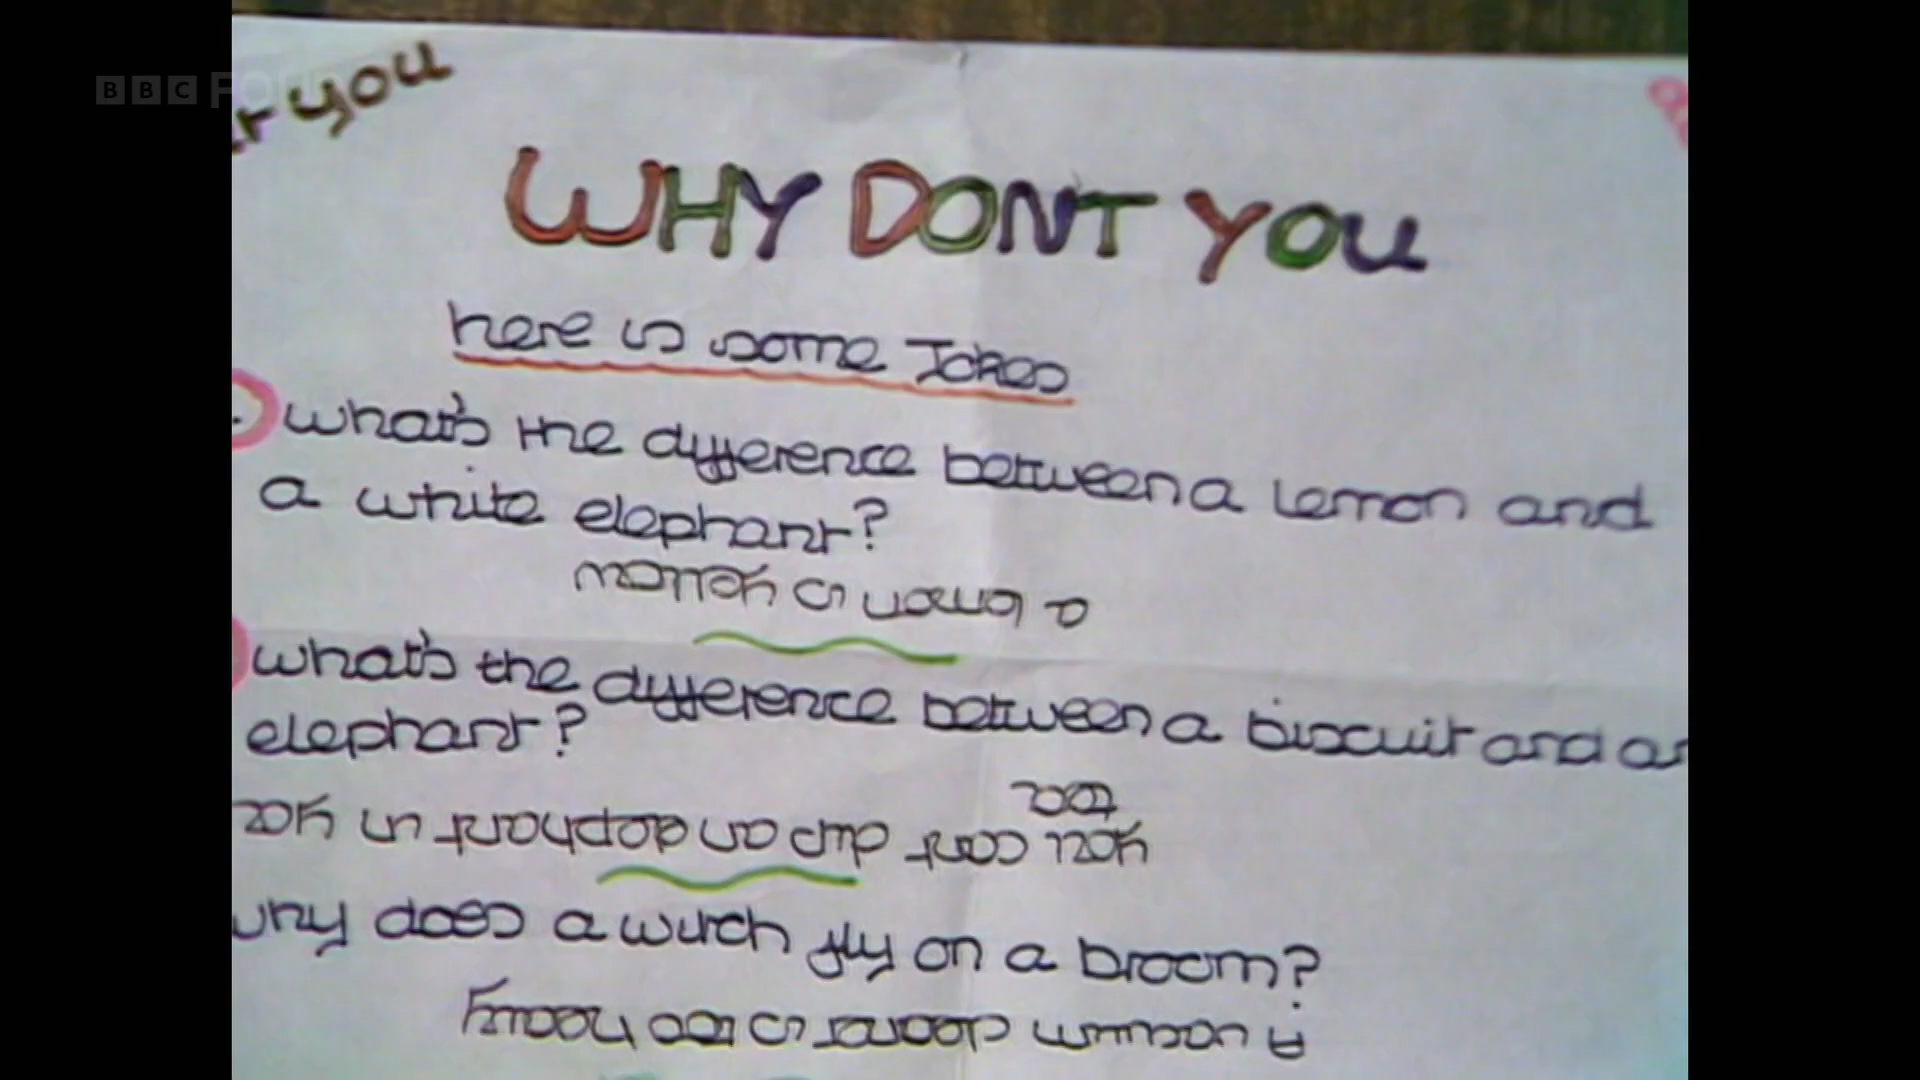 BBC FOUR
r you
WHY DONT YOU
here is some Jokes
what's the difference between a lemon and
a white elephant?
a lemon is yellow
what's the difference between a biscuit and an
elephant?
you cant dip an elephant in your
tea
why does a witch fly on a broom?
A vacuum cleaner is too heavy